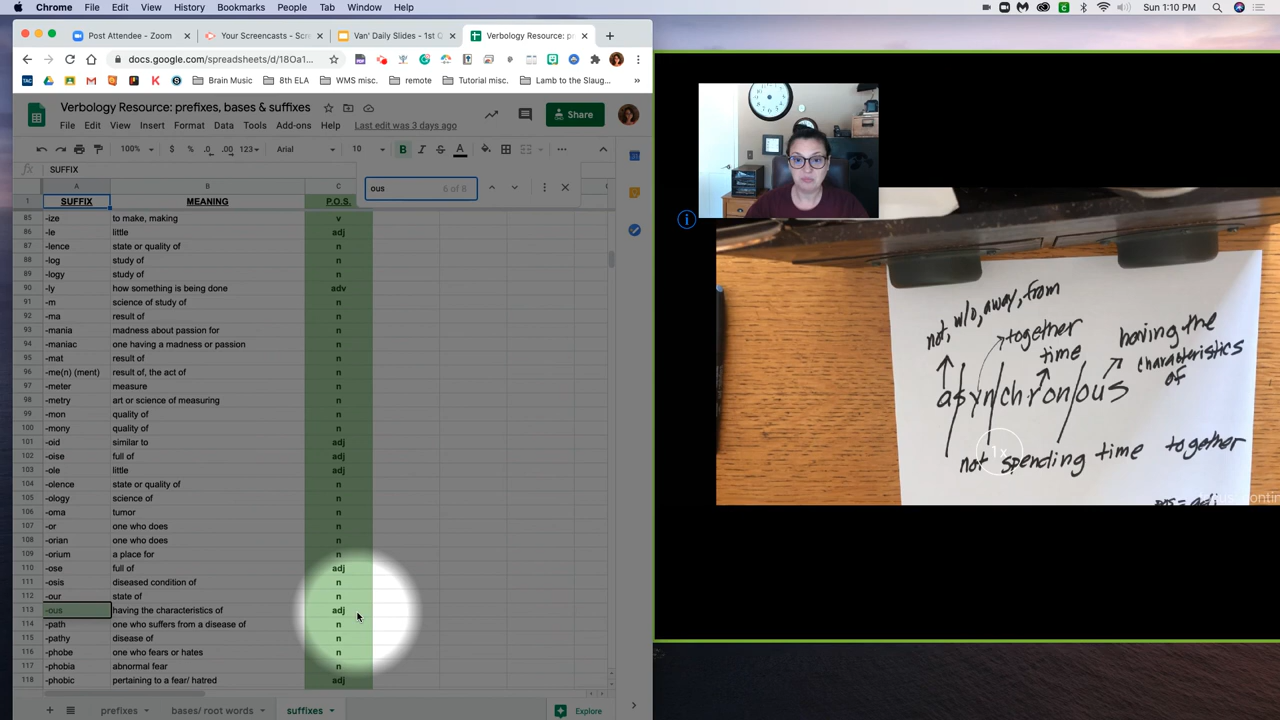 Chrome File Edit View History Bookmarks People Tab Window Help
Sun 1:10 PM
Post Attendee - Zoom
Your Screencasts - Scr
Van' Daily Slides - 1st Q
Verbology Resource: pr
docs.google.com/spreadsheets/d/18Oa1...
Brain Music 8th ELA WMS misc. remote Tutorial misc. Lamb to the Slaug...
Verbology Resource: prefixes, bases & suffixes
File Edit View Insert Format Data Tools Add-ons Help Last edit was 3 days ago
Share
100% $ % .0 .00 123 Arial 10 B I S A
fx SUFFIX
ous 6 of 8
A B C
1 SUFFIX MEANING P.O.S.
85 -ize to make, making v
86 -le little adj
87 -lence state or quality of n
88 -log study of n
89 -logy study of n
90 -ly how something is being done adv
91 -m science of study of n
92 -ma result of n
93 -mania madness about passion for n
94 -maniac one having a madness or passion n
95 -mat result of n
96 -me(n) (ment) result of, the act of n
97 -meter measure n
98 -metry art or science of measuring n
99 -mon quality of n
100 -mony quality of n
101 -oid similar to adj
102 -oise full of adj
103 -ole little adj
104 -olence state or quality of n
105 -ology science of n
106 -oma tumor n
107 -or one who does n
108 -orian one who does n
109 -orium a place for n
110 -ose full of adj
111 -osis diseased condition of n
112 -our state of n
113 -ous having the characteristics of adj
114 -path one who suffers from a disease of n
115 -pathy disease of n
116 -phobe one who fears or hates n
117 -phobia abnormal fear n
118 -phobic pertaining to a fear/ hatred adj
prefixes bases/ root words suffixes
Explore
not, w/o, away, from
together
time
having the
characteristics
of
asynchronous
not spending time together
1x